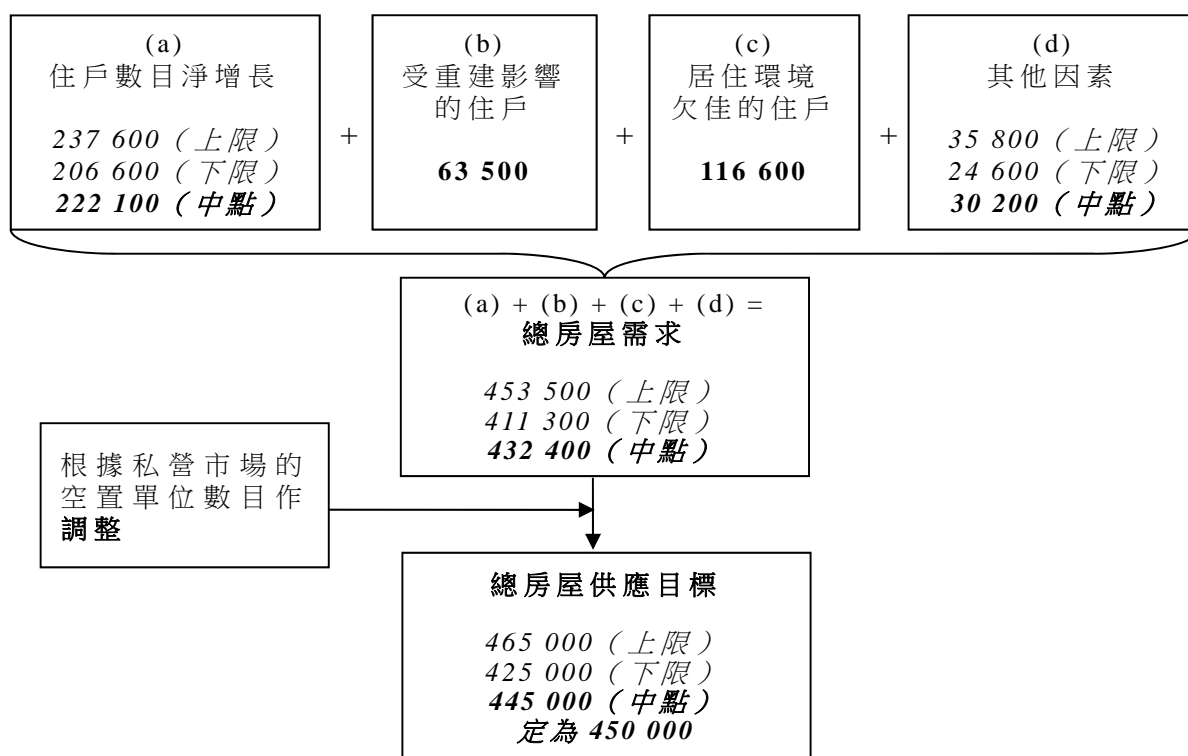 (a)
住戶數目淨增長
237 600（上限）
206 600（下限）
222 100（中點）
+
(b)
受重建影響
的住戶
63 500
+
(c)
居住環境
欠佳的住戶
116 600
+
(d)
其他因素
35 800（上限）
24 600（下限）
30 200（中點）
(a) + (b) + (c) + (d) =
總房屋需求
453 500（上限）
411 300（下限）
432 400（中點）
根據私營市場的
空置單位數目作
調整
總房屋供應目標
465 000（上限）
425 000（下限）
445 000（中點）
定為 450 000